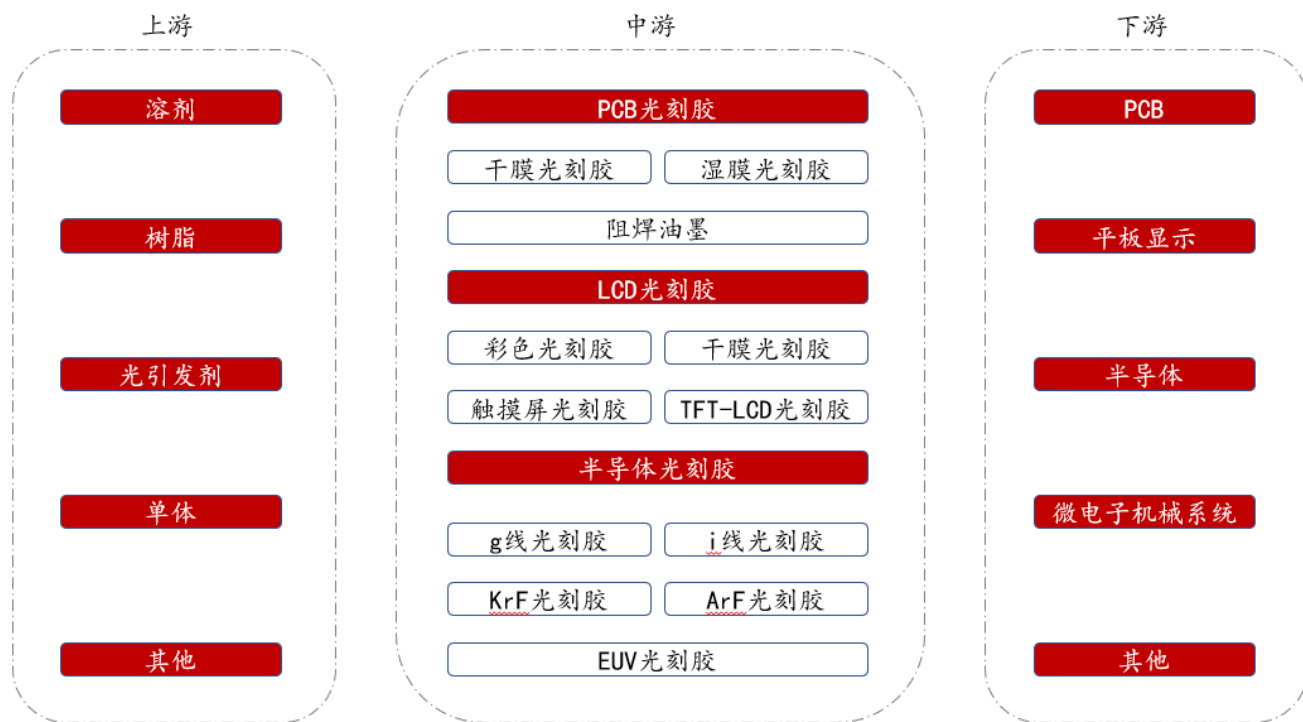 上游
溶剂
树脂
光引发剂
单体
其他
中游
PCB光刻胶
干膜光刻胶
湿膜光刻胶
阻焊油墨
LCD光刻胶
彩色光刻胶
干膜光刻胶
触摸屏光刻胶
TFT-LCD光刻胶
半导体光刻胶
g线光刻胶
i线光刻胶
KrF光刻胶
ArF光刻胶
EUV光刻胶
下游
PCB
平板显示
半导体
微电子机械系统
其他